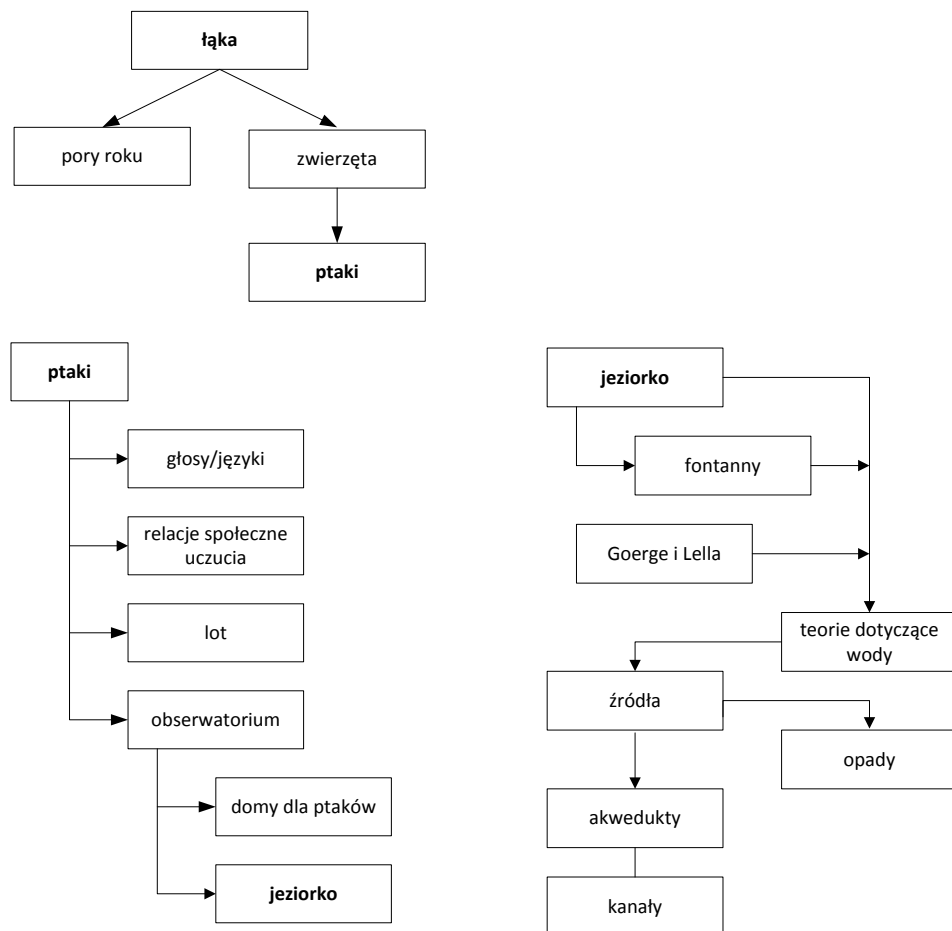 łąka
pory roku
zwierzęta
ptaki
ptaki
głosy/języki
relacje społeczne
uczucia
lot
obserwatorium
domy dla ptaków
jeziorko
jeziorko
fontanny
Goerge i Lella
teorie dotyczące
wody
źródła
opady
akwedukty
kanały